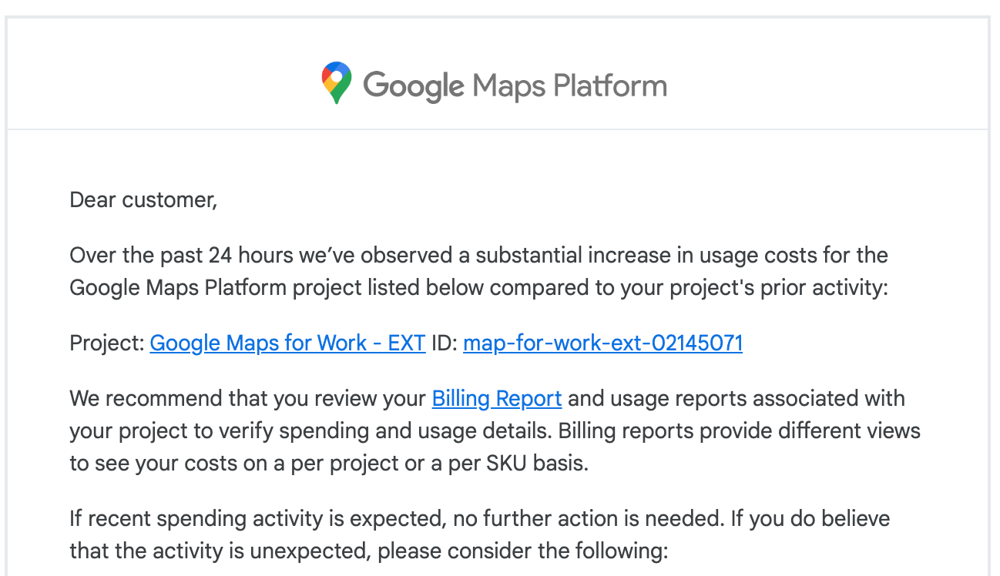 Google Maps Platform
Dear customer,
Over the past 24 hours we’ve observed a substantial increase in usage costs for the
Google Maps Platform project listed below compared to your project's prior activity:
Project: Google Maps for Work - EXT ID: map-for-work-ext-02145071
We recommend that you review your Billing Report and usage reports associated with
your project to verify spending and usage details. Billing reports provide different views
to see your costs on a per project or a per SKU basis.
If recent spending activity is expected, no further action is needed. If you do believe
that the activity is unexpected, please consider the following: